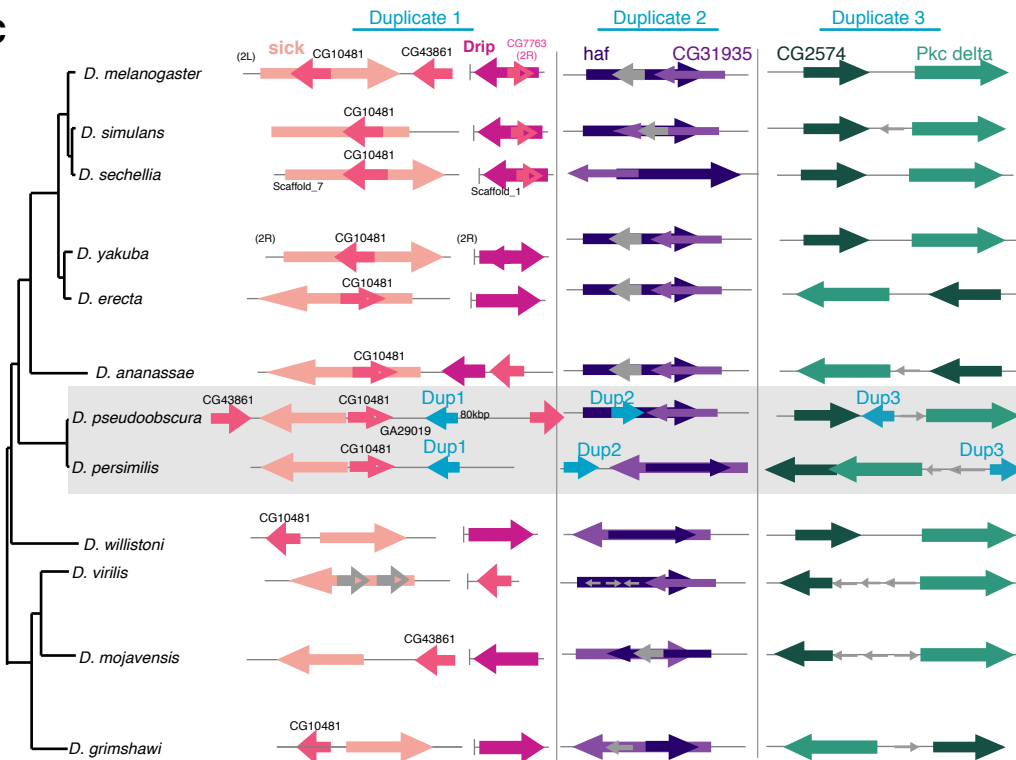 C
Duplicate 1 Duplicate 2 Duplicate 3
sick CG10481 CG43861 Drip CG7763 (2R) haf CG31935 CG2574 Pkc delta
(2L)
D. melanogaster
CG10481
D. simulans
CG10481
D. sechellia
Scaffold_7 Scaffold_1
(2R) CG10481 (2R)
D. yakuba
CG10481
D. erecta
CG10481
D. ananassae
CG43861 CG10481 Dup1 80kbp Dup2 Dup3
D. pseudoobscura
GA29019
CG10481 Dup1 Dup2 Dup3
D. persimilis
CG10481
D. willistoni
D. virilis
CG43861
D. mojavensis
CG10481
D. grimshawi